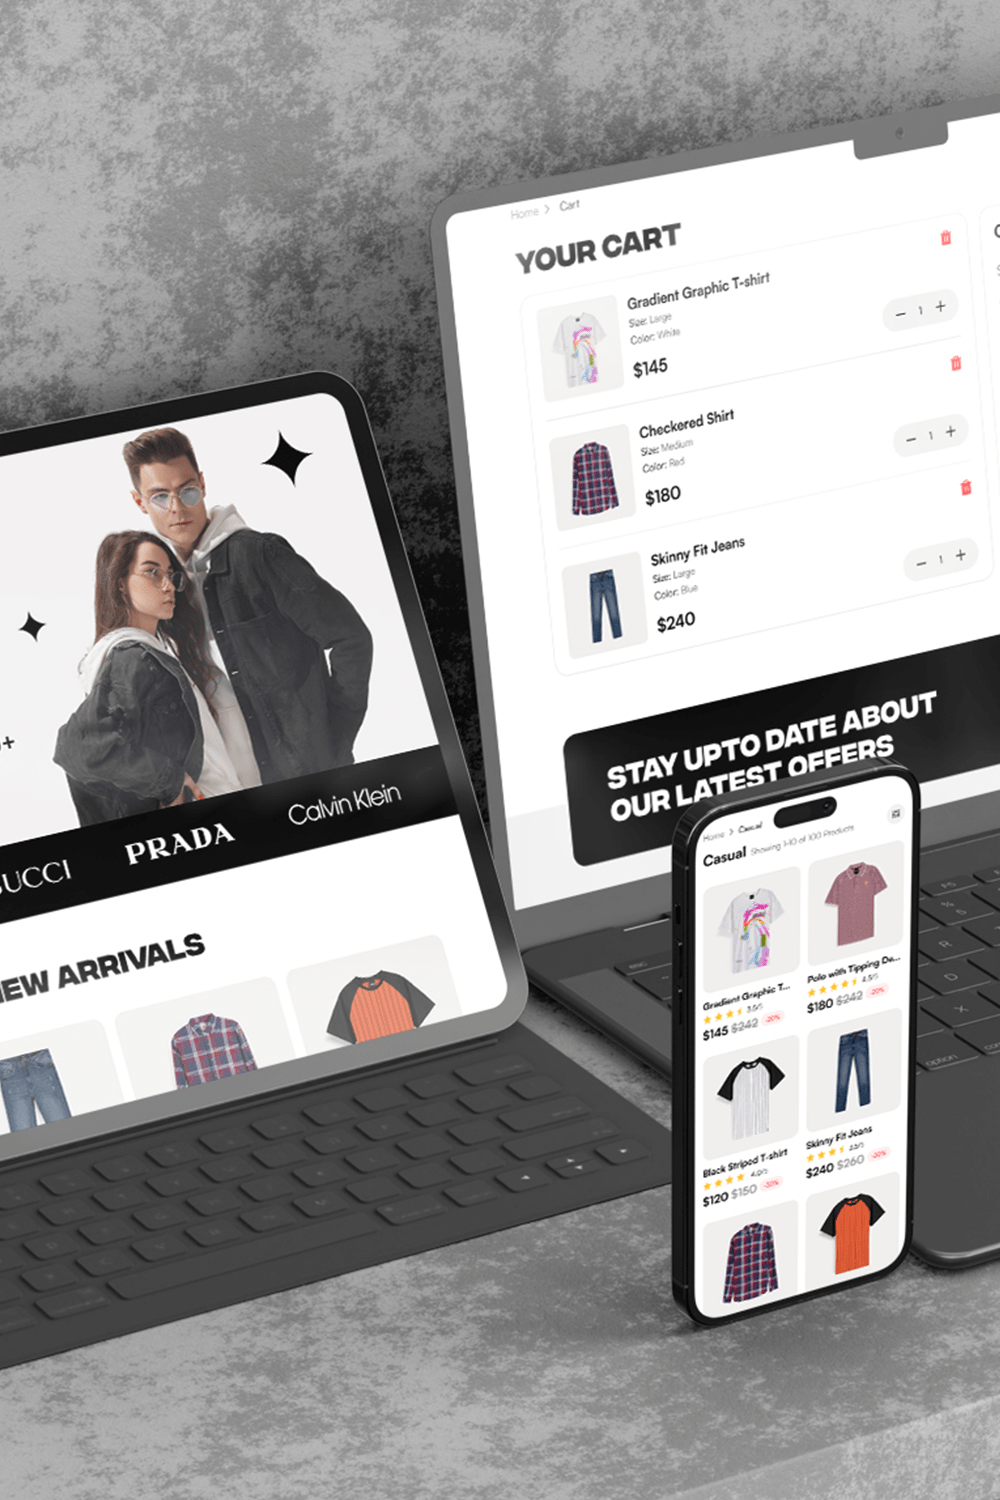 Home > Cart
YOUR CART
Gradient Graphic T-shirt
Size: Large
Color: White
$145
− 1 +
Checkered Shirt
Size: Medium
Color: Red
$180
− 1 +
Skinny Fit Jeans
Size: Large
Color: Blue
$240
− 1 +
STAY UPTO DATE ABOUT
OUR LATEST OFFERS
+
UCCI PRADA Calvin Klein
EW ARRIVALS
Home > Casual
Casual Showing 1-10 of 100 Products
Gradient Graphic T...
3.5/5
$145 $242 -20%
Polo with Tipping De...
4.5/5
$180 $242 -20%
Black Striped T-shirt
$120 $150 -30%
Skinny Fit Jeans
3.5/5
$240 $260 -20%
esc
F5
%
5
R
D
X
option